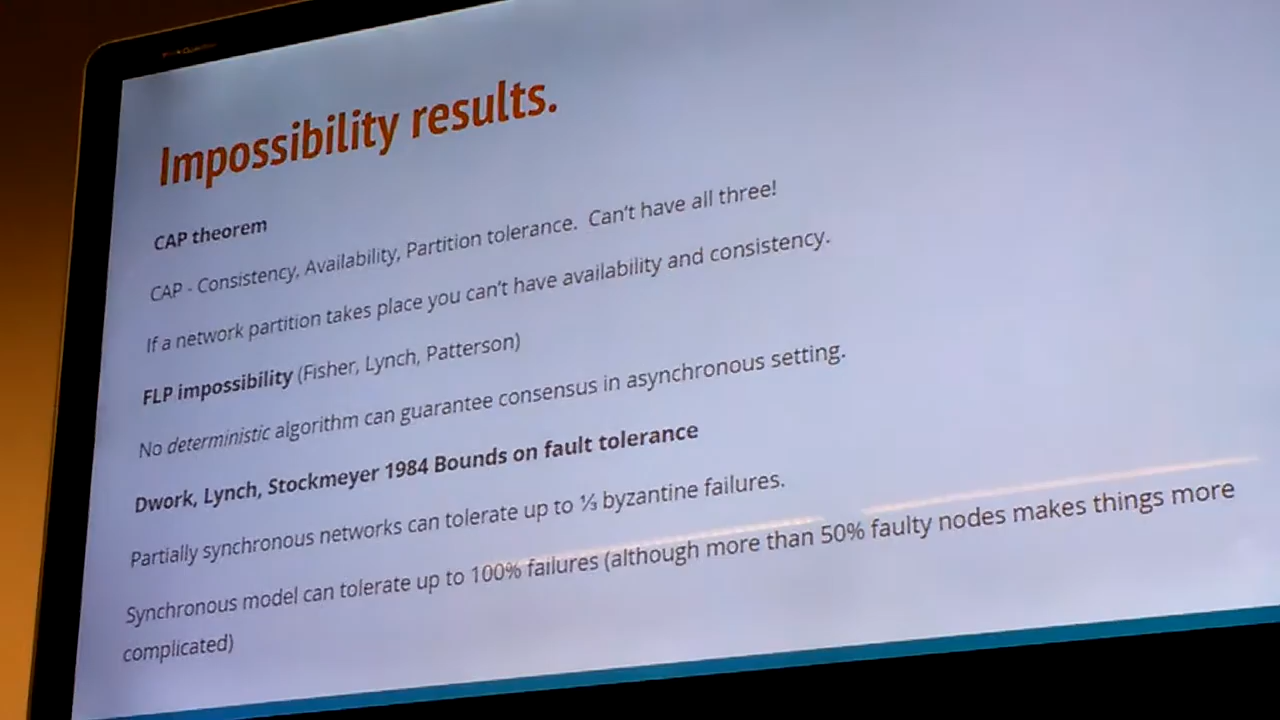 Impossibility results.
CAP theorem
CAP - Consistency, Availability, Partition tolerance. Can't have all three!
If a network partition takes place you can't have availability and consistency.
FLP impossibility (Fisher, Lynch, Patterson)
No deterministic algorithm can guarantee consensus in asynchronous setting.
Dwork, Lynch, Stockmeyer 1984 Bounds on fault tolerance
Partially synchronous networks can tolerate up to ⅓ byzantine failures.
Synchronous model can tolerate up to 100% failures (although more than 50% faulty nodes makes things more
complicated)